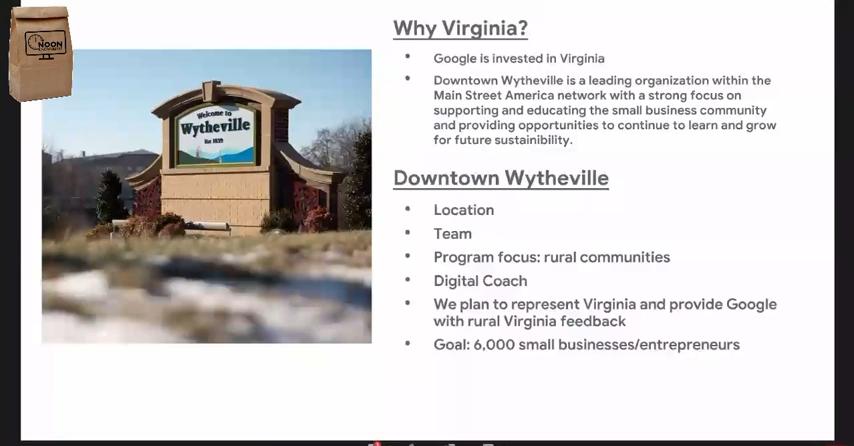 NOON
Welcome to
Wytheville
Est 1839
Why Virginia?
Google is invested in Virginia
Downtown Wytheville is a leading organization within the
Main Street America network with a strong focus on
supporting and educating the small business community
and providing opportunities to continue to learn and grow
for future sustainibility.
Downtown Wytheville
Location
Team
Program focus: rural communities
Digital Coach
We plan to represent Virginia and provide Google
with rural Virginia feedback
Goal: 6,000 small businesses/entrepreneurs